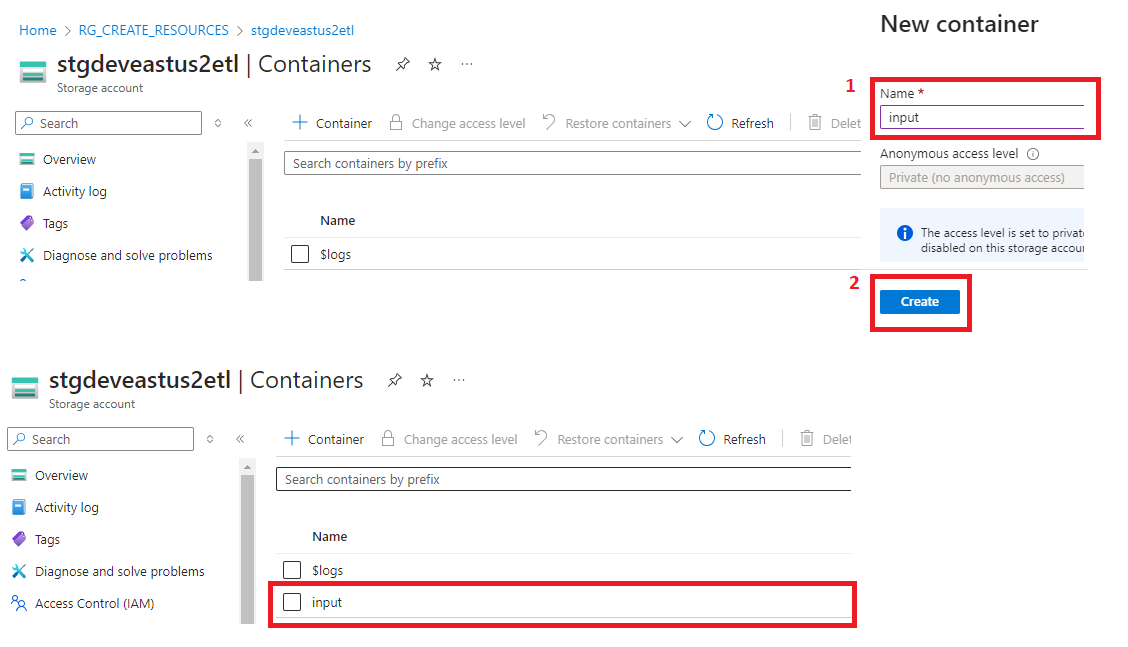 Home > RG_CREATE_RESOURCES > stgdeveastus2etl
stgdeveastus2etl | Containers ...
Storage account
Search
Overview
Activity log
Tags
Diagnose and solve problems
+ Container Change access level Restore containers Refresh Delet
Search containers by prefix
Name
$logs
New container
1
Name *
input
Anonymous access level
Private (no anonymous access)
The access level is set to private
disabled on this storage accou
2
Create
stgdeveastus2etl | Containers ...
Storage account
Search
Overview
Activity log
Tags
Diagnose and solve problems
Access Control (IAM)
+ Container Change access level Restore containers Refresh Delet
Search containers by prefix
Name
$logs
input